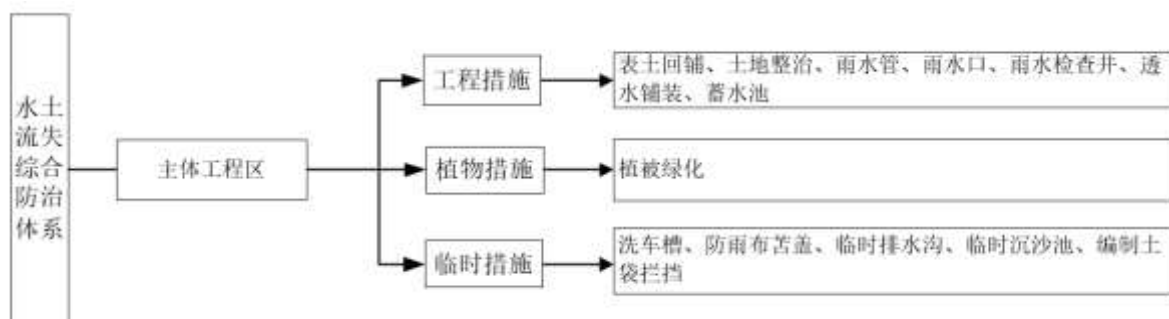 水土
流失
综合
防治
体系
主体工程区
工程措施
表土回铺、土地整治、雨水管、雨水口、雨水检查井、透
水铺装、蓄水池
植物措施
植被绿化
临时措施
洗车槽、防雨布苫盖、临时排水沟、临时沉沙池、编制土
袋拦挡